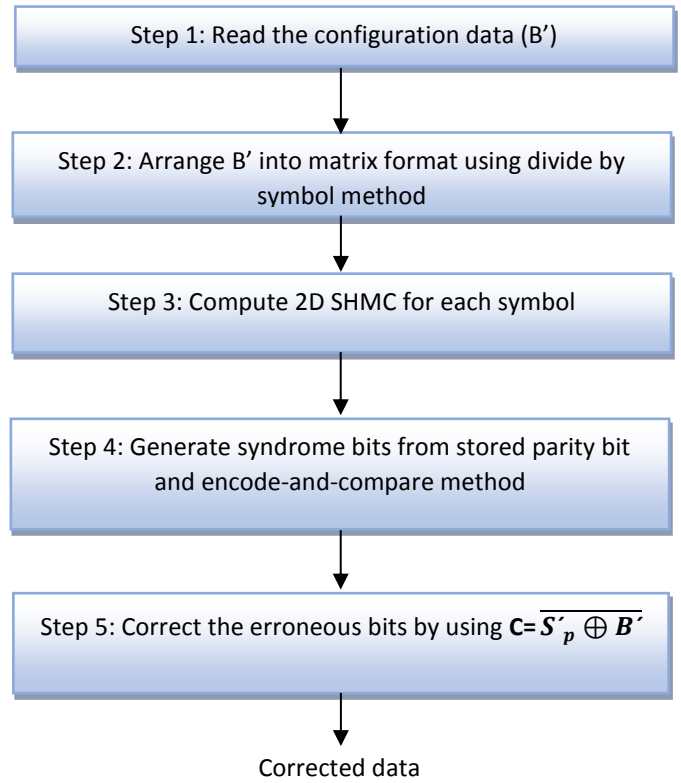 Step 1: Read the configuration data (B’)
Step 2: Arrange B’ into matrix format using divide by
symbol method
Step 3: Compute 2D SHMC for each symbol
Step 4: Generate syndrome bits from stored parity bit
and encode-and-compare method
Step 5: Correct the erroneous bits by using C= \overline{S´_p ⊕ B´}
Corrected data